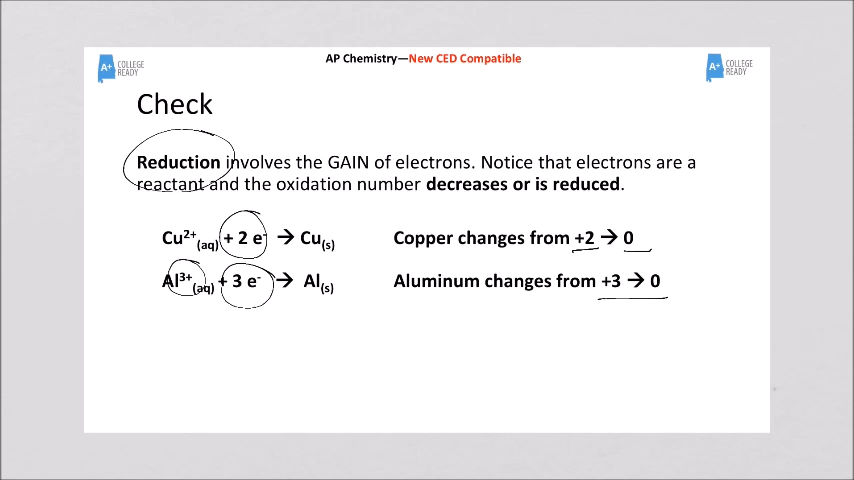 AP Chemistry—New CED Compatible
A+ COLLEGE READY
A+ COLLEGE READY
Check
Reduction involves the GAIN of electrons. Notice that electrons are a
reactant and the oxidation number decreases or is reduced.
Cu²⁺(aq) + 2 e⁻ → Cu(s) Copper changes from +2 → 0
Al³⁺(aq) + 3 e⁻ → Al(s) Aluminum changes from +3 → 0